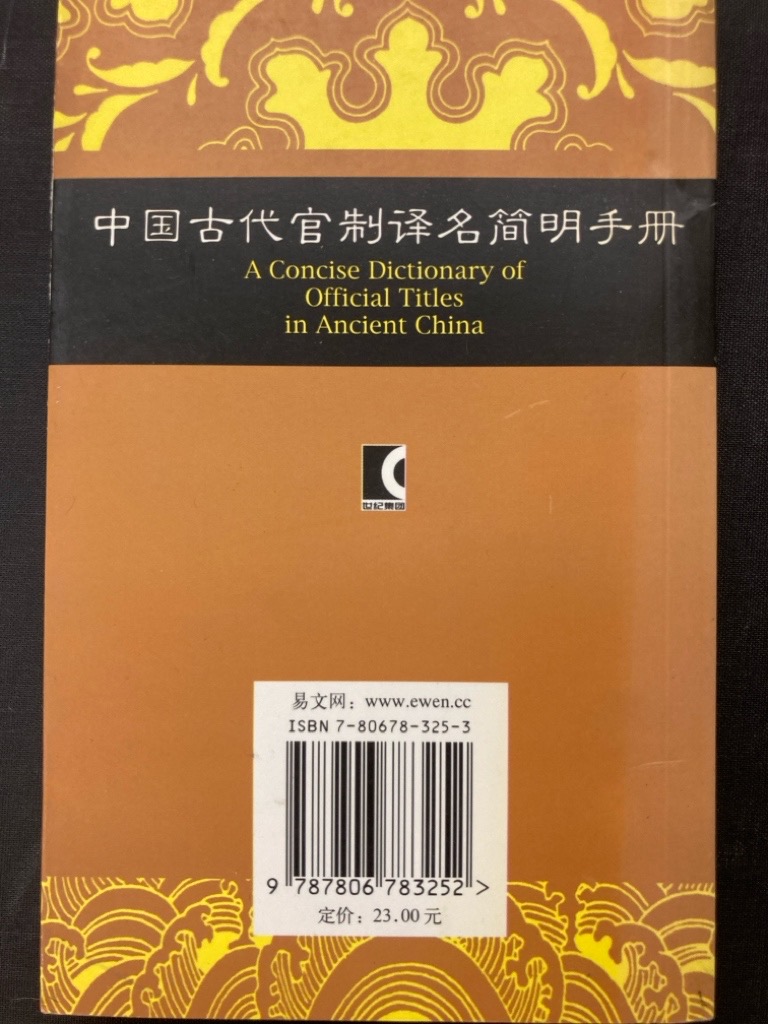 中国古代官制译名简明手册
A Concise Dictionary of
Official Titles
in Ancient China
世纪集团
易文网：www.ewen.cc
ISBN 7-80678-325-3
9 787806 783252 >
定价：23.00 元